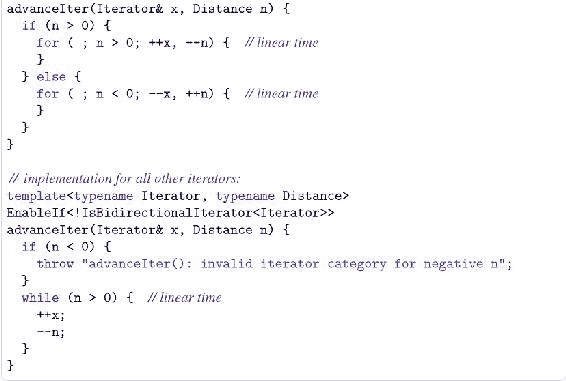 advanceIter(Iterator& x, Distance n) {
  if (n > 0) {
    for ( ; n > 0; ++x, --n) {   // linear time
    }
  } else {
    for ( ; n < 0; --x, ++n) {   // linear time
    }
  }
}
// implementation for all other iterators:
template<typename Iterator, typename Distance>
EnableIf<!IsBidirectionalIterator<Iterator>>
advanceIter(Iterator& x, Distance n) {
  if (n < 0) {
    throw "advanceIter(): invalid iterator category for negative n";
  }
  while (n > 0) {   // linear time
    ++x;
    --n;
  }
}